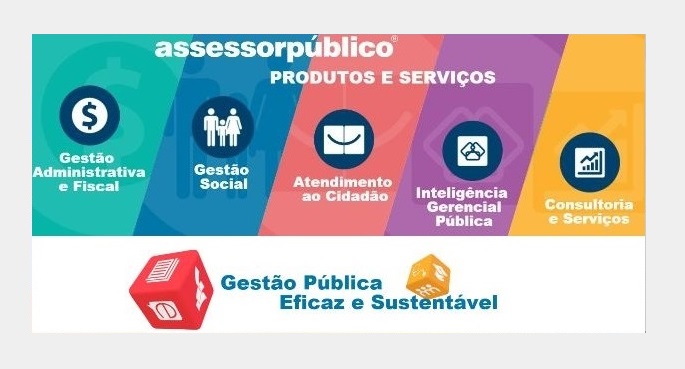 assessorpúblico®
PRODUTOS E SERVIÇOS
Gestão
Administrativa
e Fiscal
Gestão
Social
Atendimento
ao Cidadão
Inteligência
Gerencial
Pública
Consultoria
e Serviços
Gestão Pública
Eficaz e Sustentável